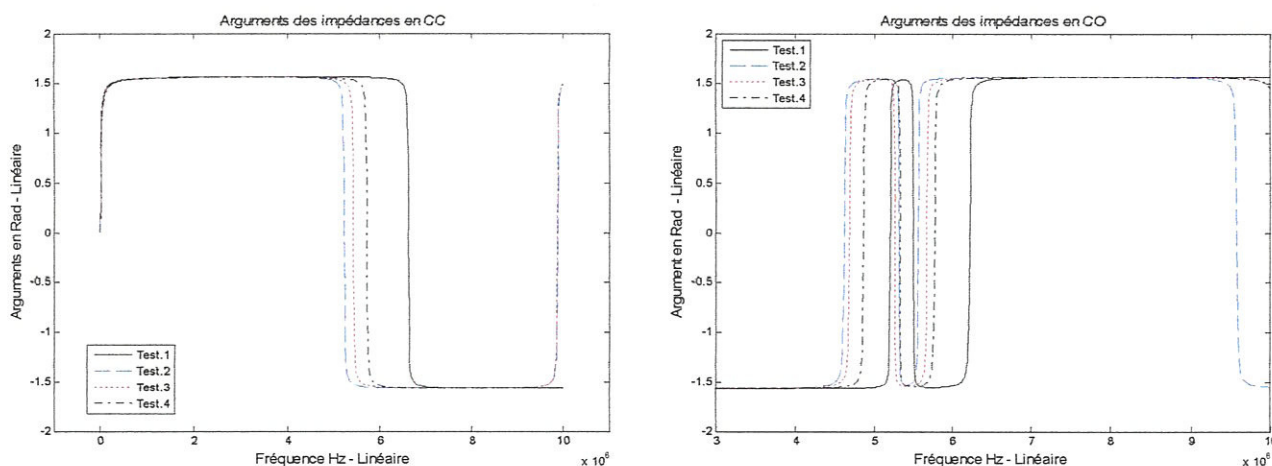 Arguments des impédances en CC
2
1.5
1
0.5
0
-0.5
-1
-1.5
-2
Arguments en Rad - Linéaire
Test.1
Test.2
Test.3
Test.4
0
2
4
6
8
10
x 10^6
Fréquence Hz - Linéaire
Arguments des impédances en CO
2
1.5
1
0.5
0
-0.5
-1
-1.5
-2
Argument en Rad - Linéaire
Test.1
Test.2
Test.3
Test.4
3
4
5
6
7
8
9
10
x 10^6
Fréquence Hz - Linéaire